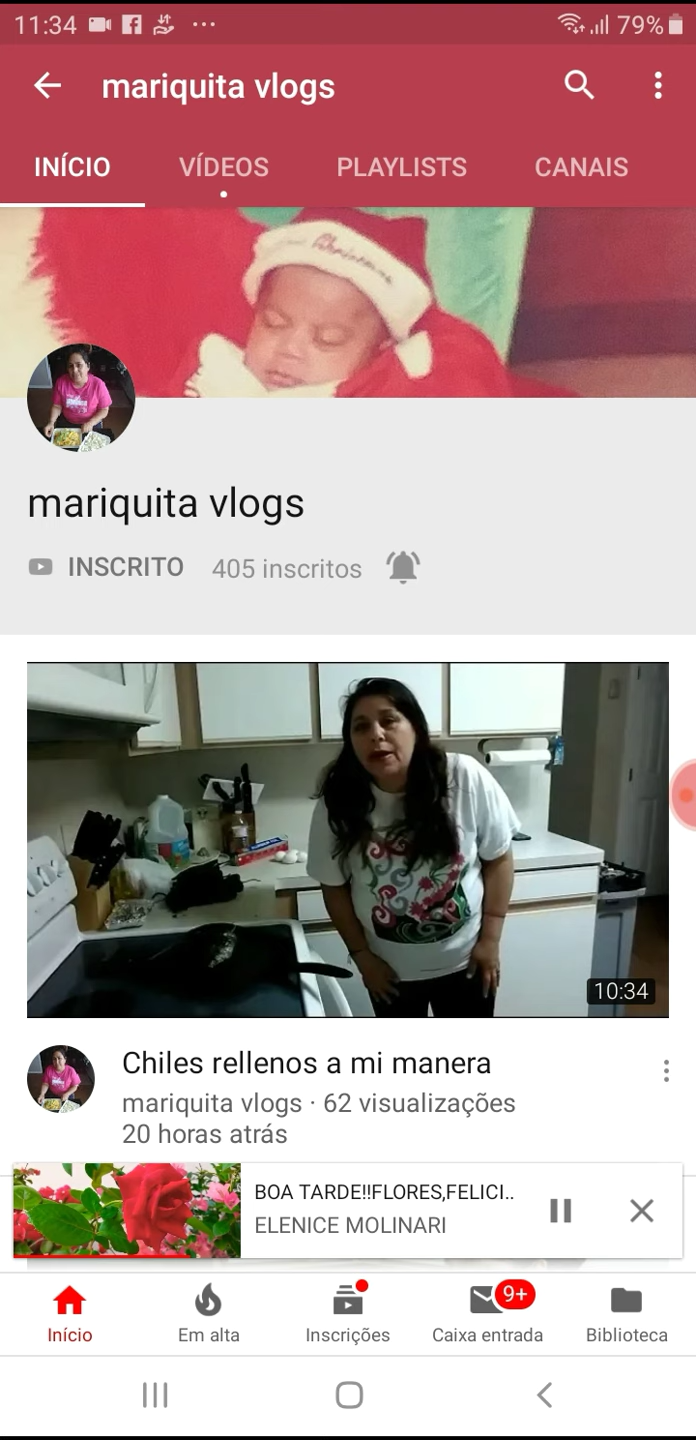 11:34
79%
mariquita vlogs
INÍCIO
VÍDEOS
PLAYLISTS
CANAIS
mariquita vlogs
INSCRITO
405 inscritos
10:34
Chiles rellenos a mi manera
mariquita vlogs · 62 visualizações
20 horas atrás
BOA TARDE!!FLORES,FELICI..
ELENICE MOLINARI
9+
Início
Em alta
Inscrições
Caixa entrada
Biblioteca